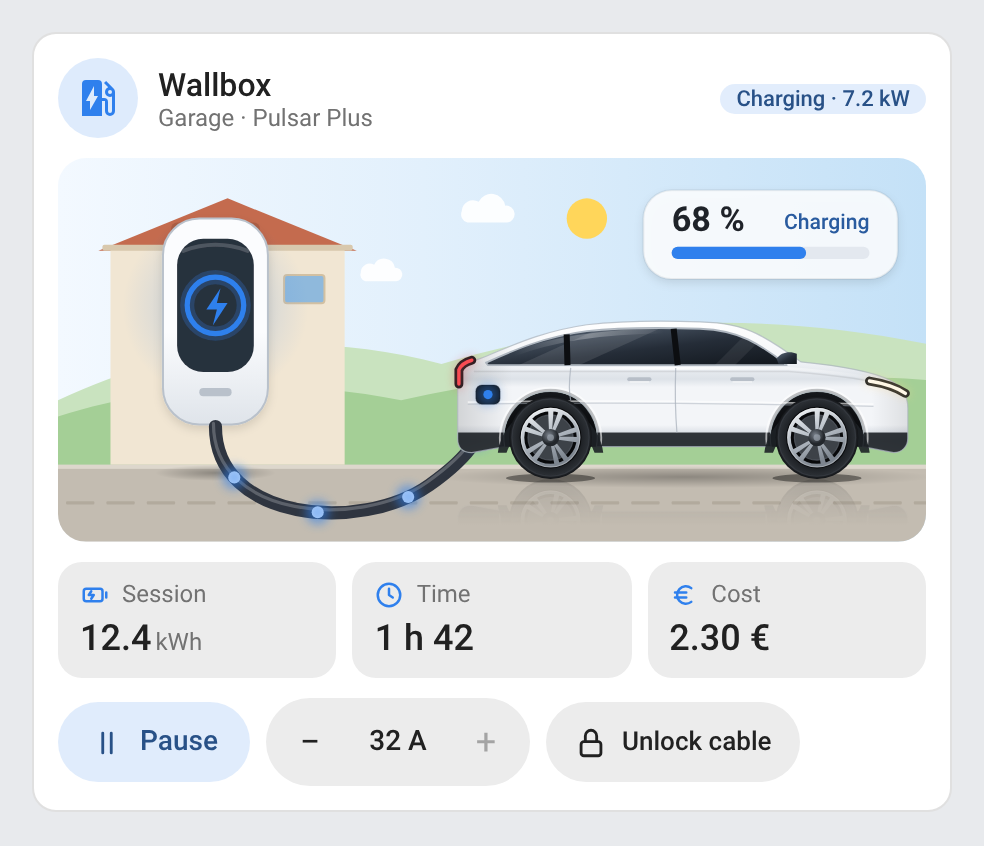 Wallbox
Garage · Pulsar Plus
Charging · 7.2 kW
68 % Charging
Session
12.4 kWh
Time
1 h 42
Cost
2.30 €
Pause
− 32 A +
Unlock cable